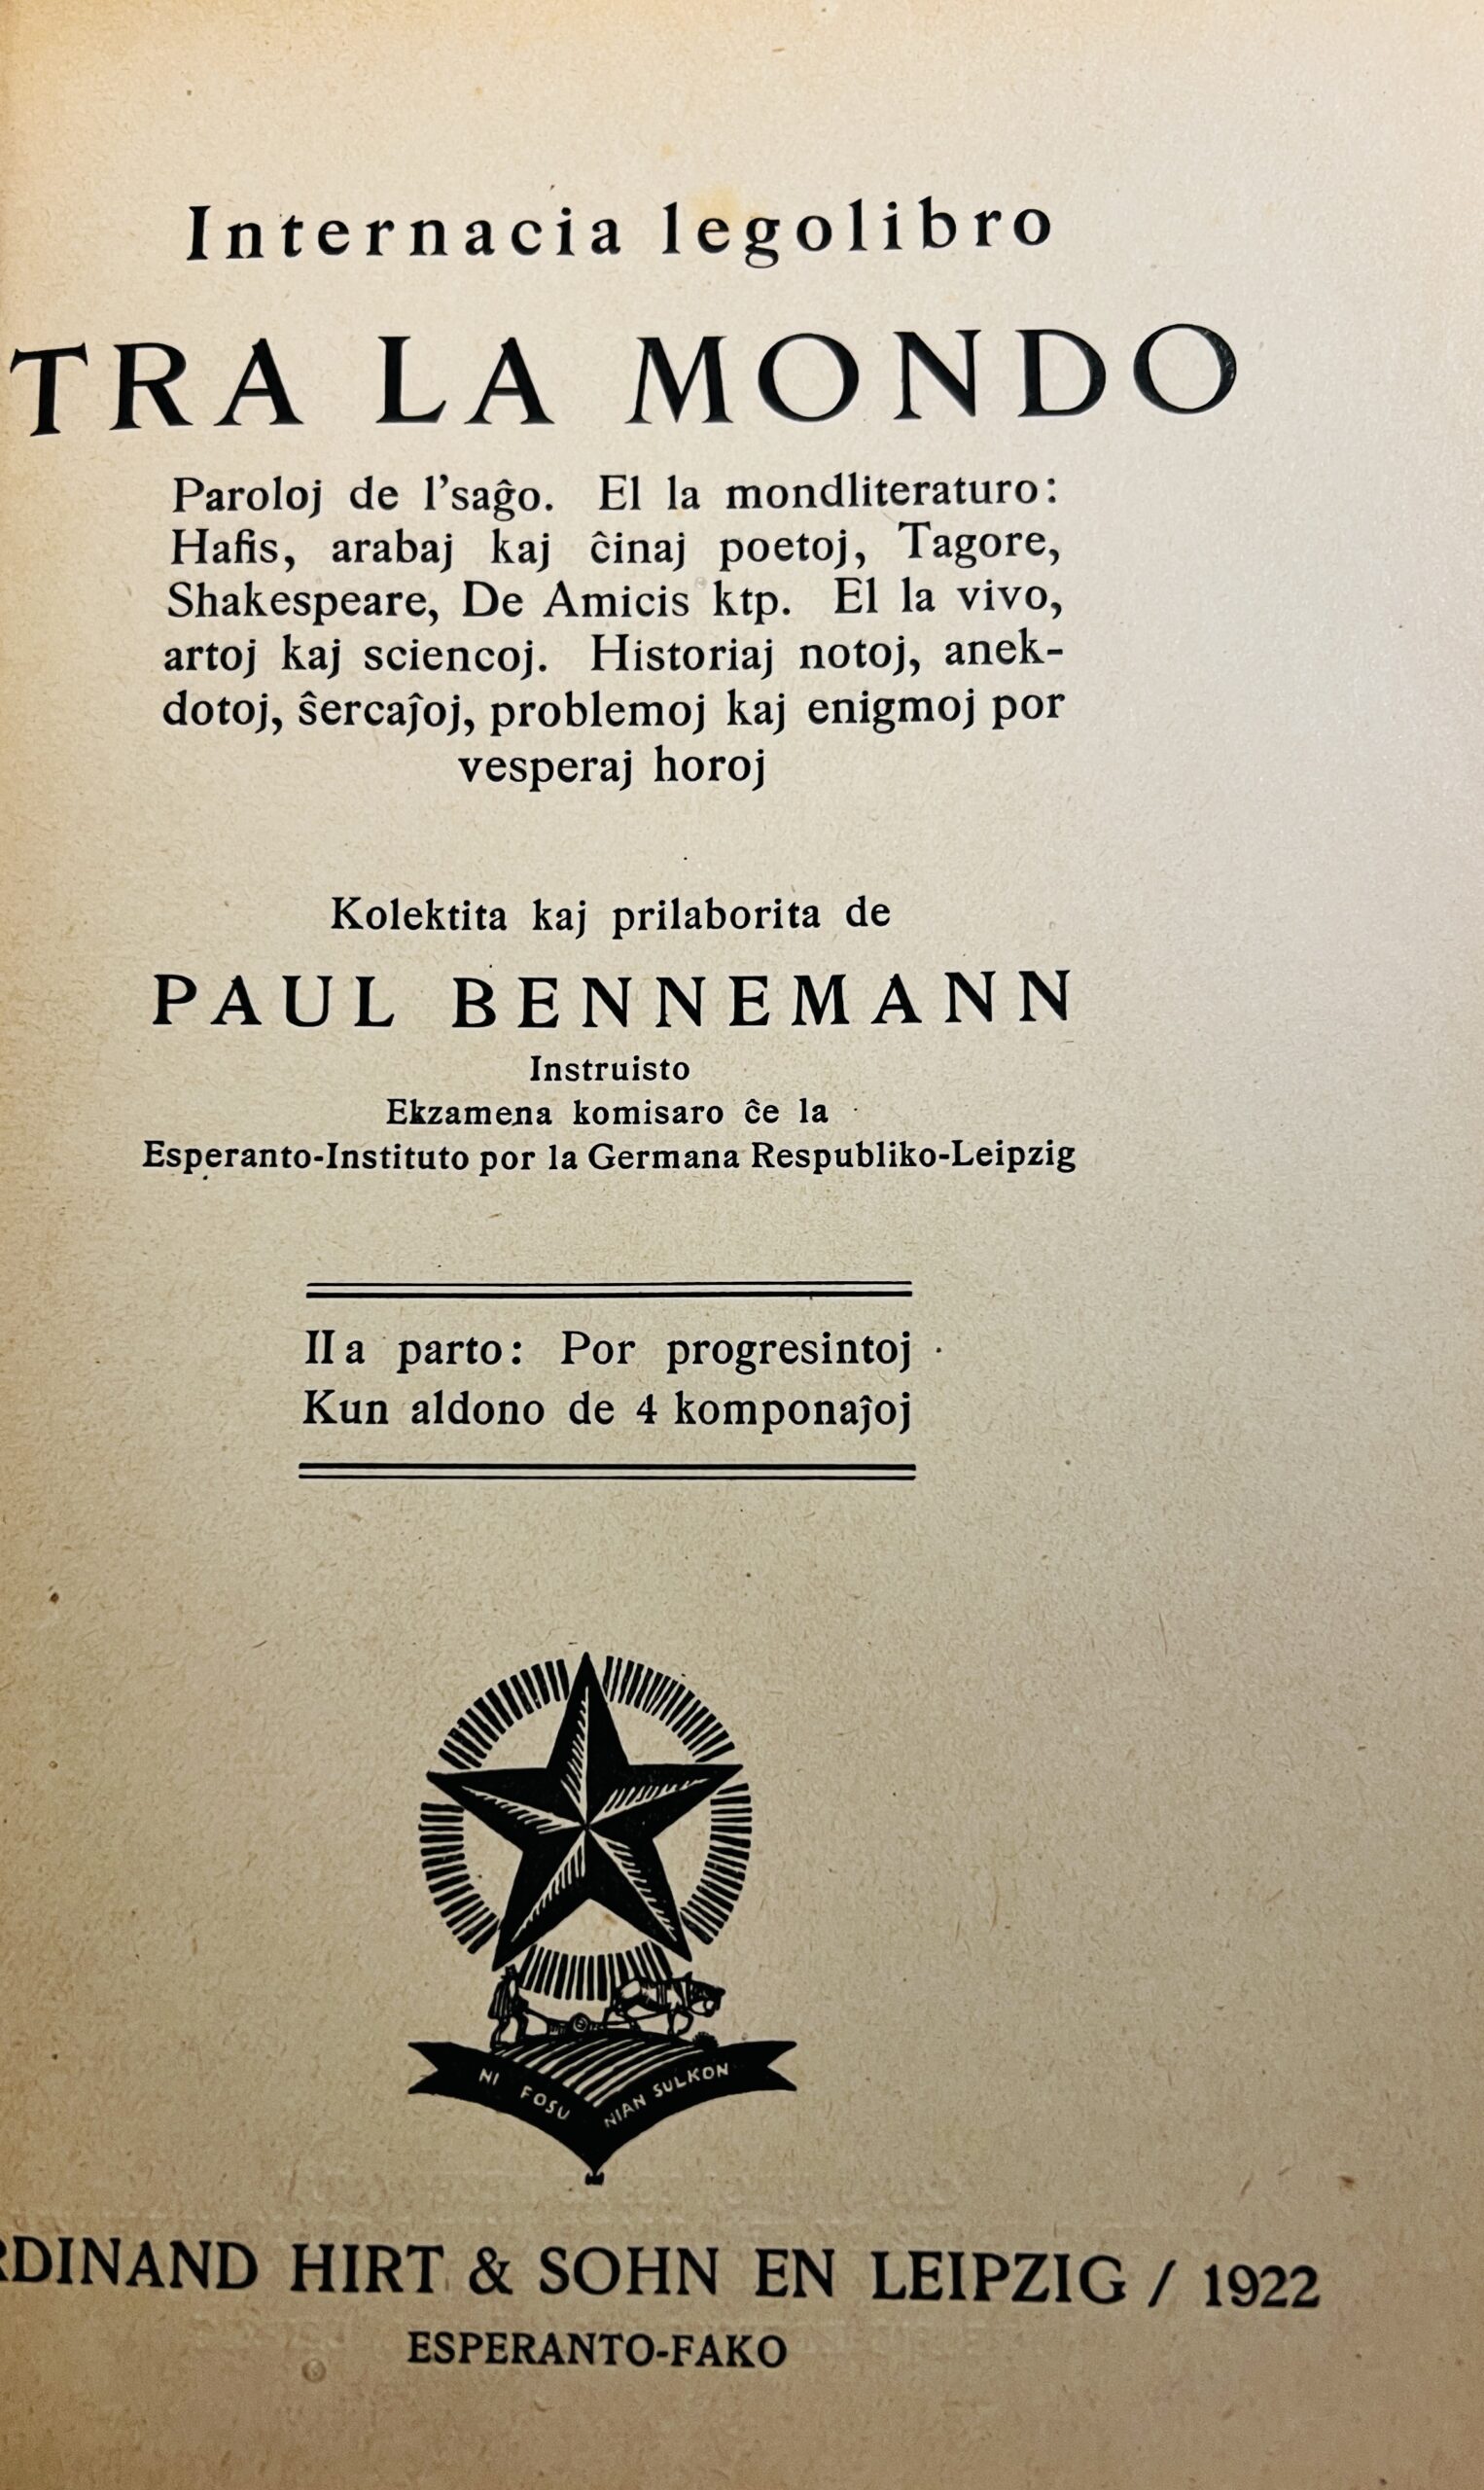 Internacia legolibro
TRA LA MONDO
Paroloj de l'saĝo. El la mondliteraturo:
Hafis, arabaj kaj ĉinaj poetoj, Tagore,
Shakespeare, De Amicis ktp. El la vivo,
artoj kaj sciencoj. Historiaj notoj, anek-
dotoj, ŝercaĵoj, problemoj kaj enigmoj por
vesperaj horoj
Kolektita kaj prilaborita de
PAUL BENNEMANN
Instruisto
Ekzamena komisaro ĉe la
Esperanto-Instituto por la Germana Respubliko-Leipzig
IIa parto: Por progresintoj
Kun aldono de 4 komponaĵoj
NI FOSU NIAN SULKON
RDINAND HIRT & SOHN EN LEIPZIG / 1922
ESPERANTO-FAKO